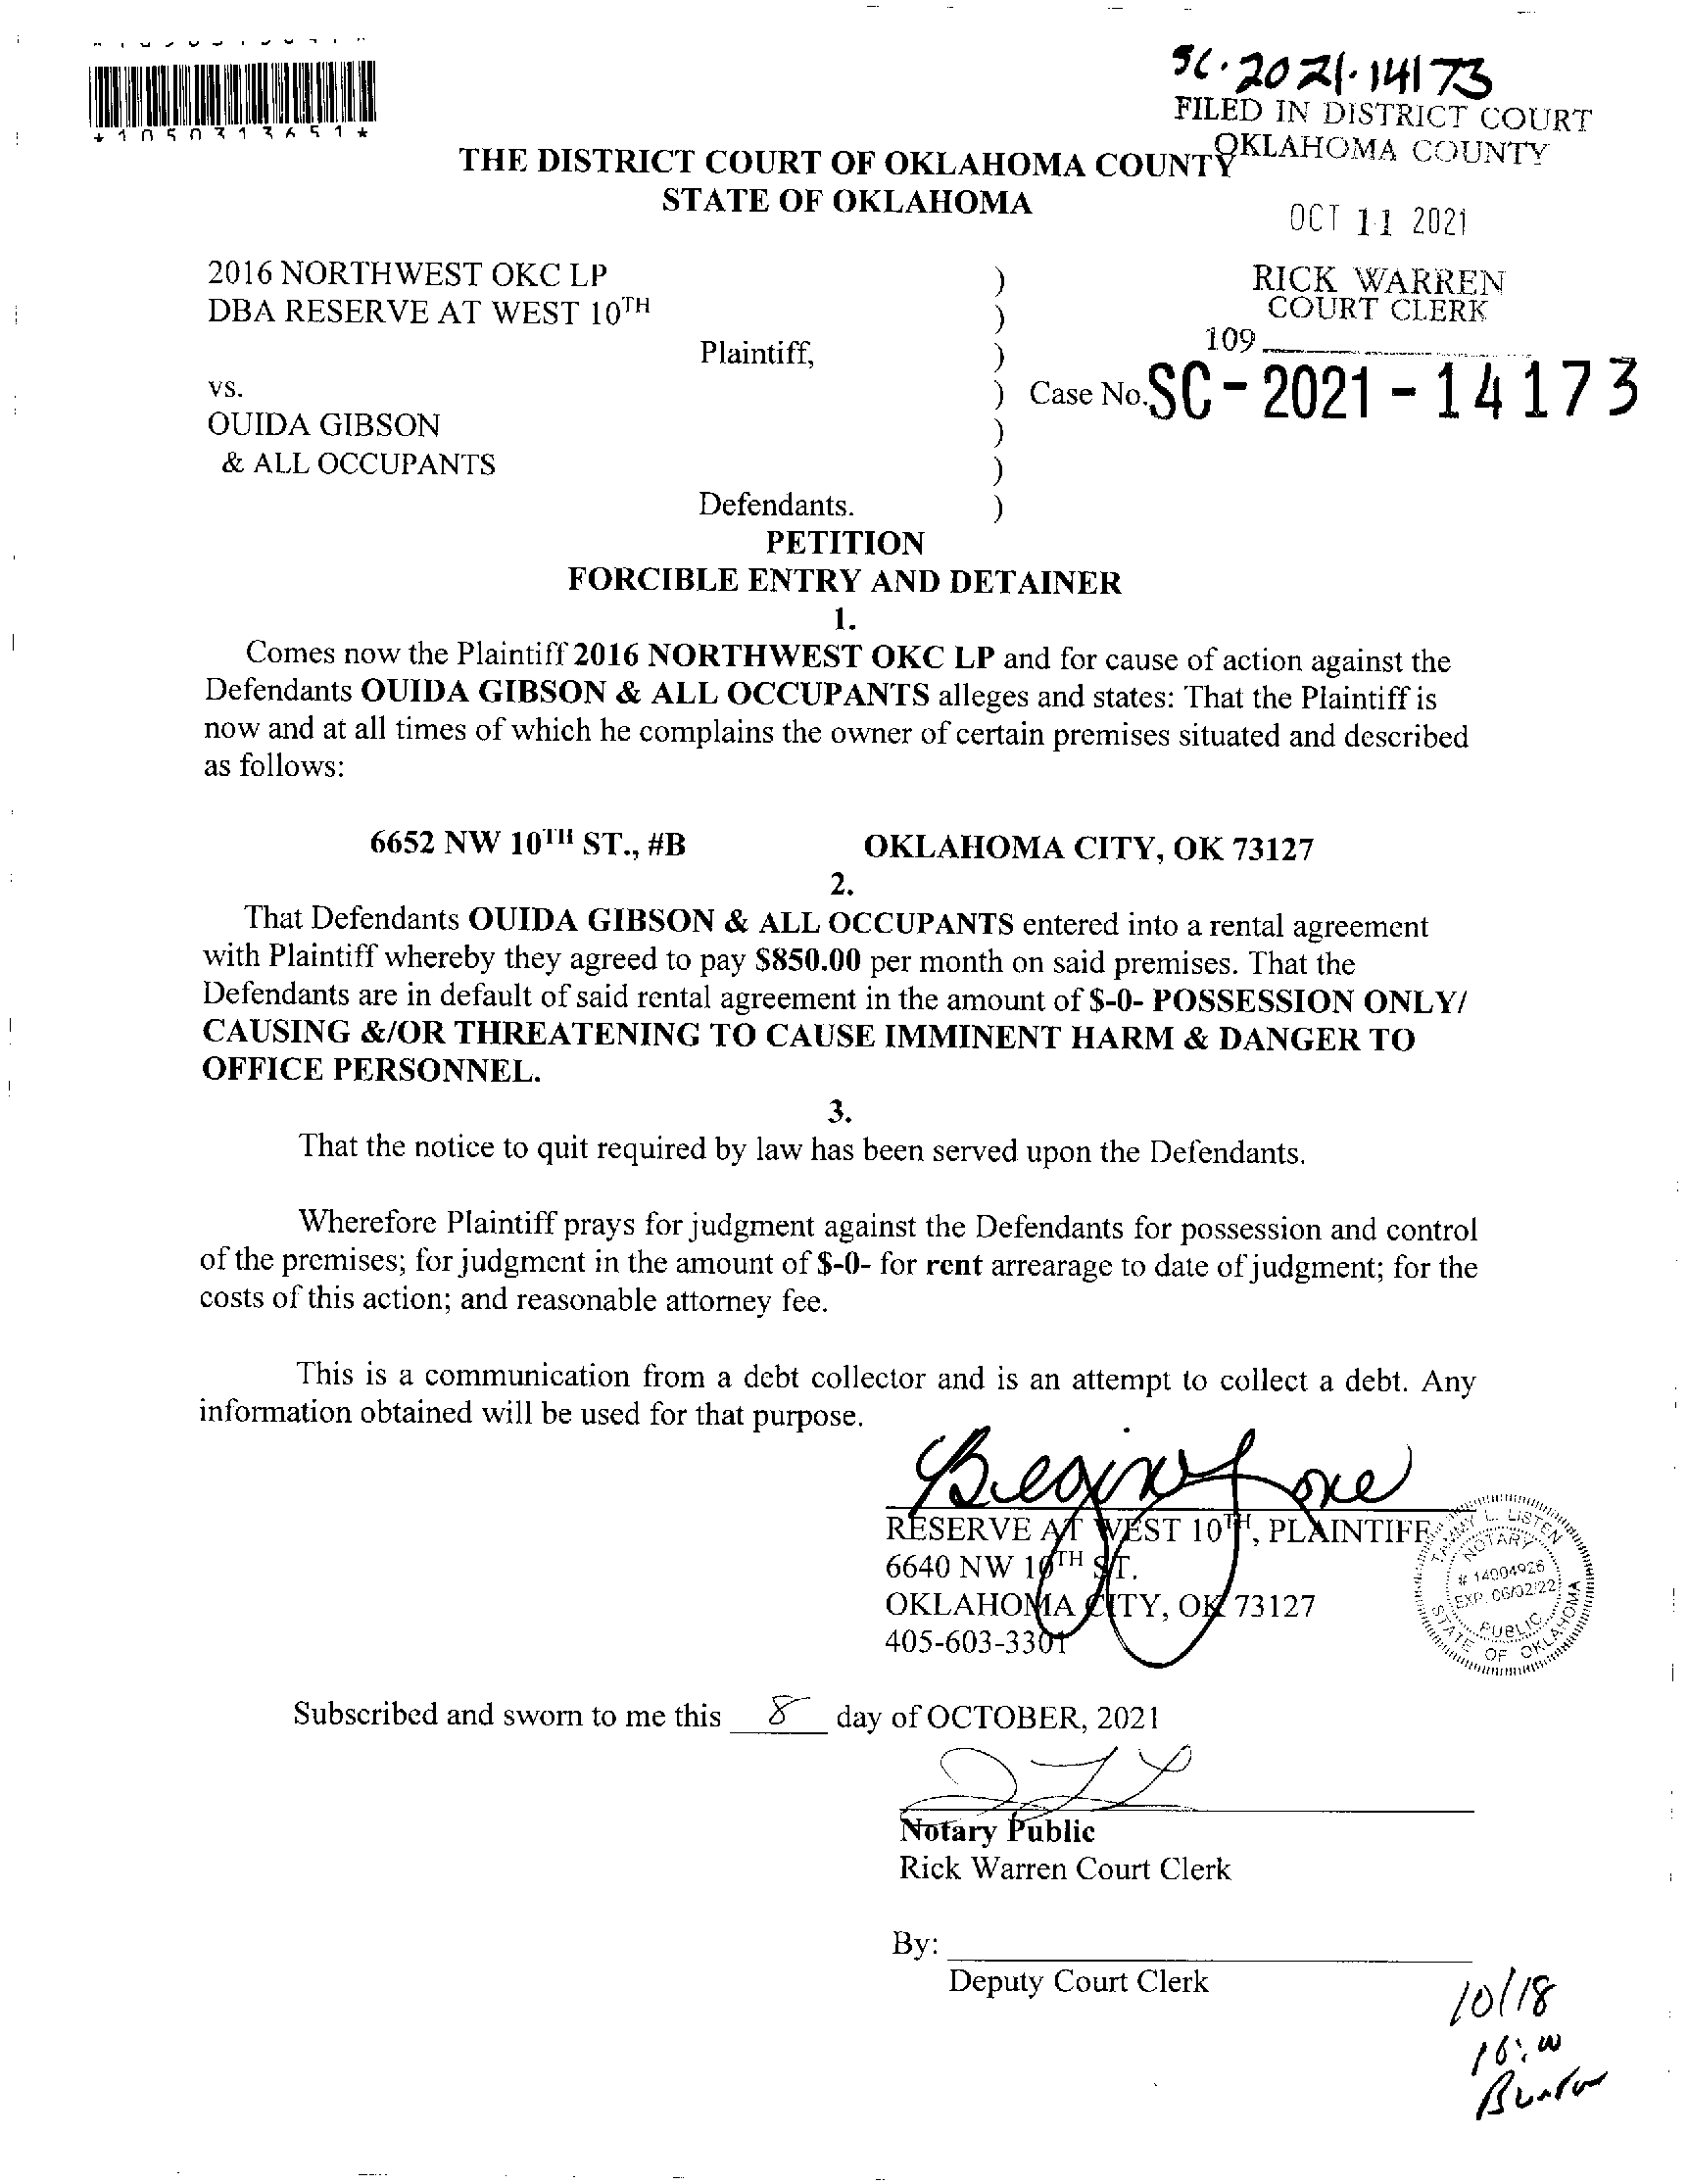 SC-2021-14173
FILED IN DISTRICT COURT
OKLAHOMA COUNTY
*1050313651*
THE DISTRICT COURT OF OKLAHOMA COUNTY
STATE OF OKLAHOMA
OCT 11 2021
2016 NORTHWEST OKC LP )
DBA RESERVE AT WEST 10TH )
RICK WARREN
COURT CLERK
109
Plaintiff, )
vs. ) Case No. SC-2021-14173
OUIDA GIBSON )
& ALL OCCUPANTS )
Defendants. )
PETITION
FORCIBLE ENTRY AND DETAINER
1.
Comes now the Plaintiff 2016 NORTHWEST OKC LP and for cause of action against the
Defendants OUIDA GIBSON & ALL OCCUPANTS alleges and states: That the Plaintiff is
now and at all times of which he complains the owner of certain premises situated and described
as follows:
6652 NW 10TH ST., #B OKLAHOMA CITY, OK 73127
2.
That Defendants OUIDA GIBSON & ALL OCCUPANTS entered into a rental agreement
with Plaintiff whereby they agreed to pay $850.00 per month on said premises. That the
Defendants are in default of said rental agreement in the amount of $-0- POSSESSION ONLY/
CAUSING &/OR THREATENING TO CAUSE IMMINENT HARM & DANGER TO
OFFICE PERSONNEL.
3.
That the notice to quit required by law has been served upon the Defendants.
Wherefore Plaintiff prays for judgment against the Defendants for possession and control
of the premises; for judgment in the amount of $-0- for rent arrearage to date of judgment; for the
costs of this action; and reasonable attorney fee.
This is a communication from a debt collector and is an attempt to collect a debt. Any
information obtained will be used for that purpose.
RESERVE AT WEST 10TH, PLAINTIFF
6640 NW 10TH ST.
OKLAHOMA CITY, OK 73127
405-603-3301
TAMMY L. LISTEN
NOTARY
# 14004926
EXP. 06/02/22
PUBLIC
STATE OF OKLAHOMA
Subscribed and sworn to me this 8 day of OCTOBER, 2021
Notary Public
Rick Warren Court Clerk
By:
Deputy Court Clerk
10/18